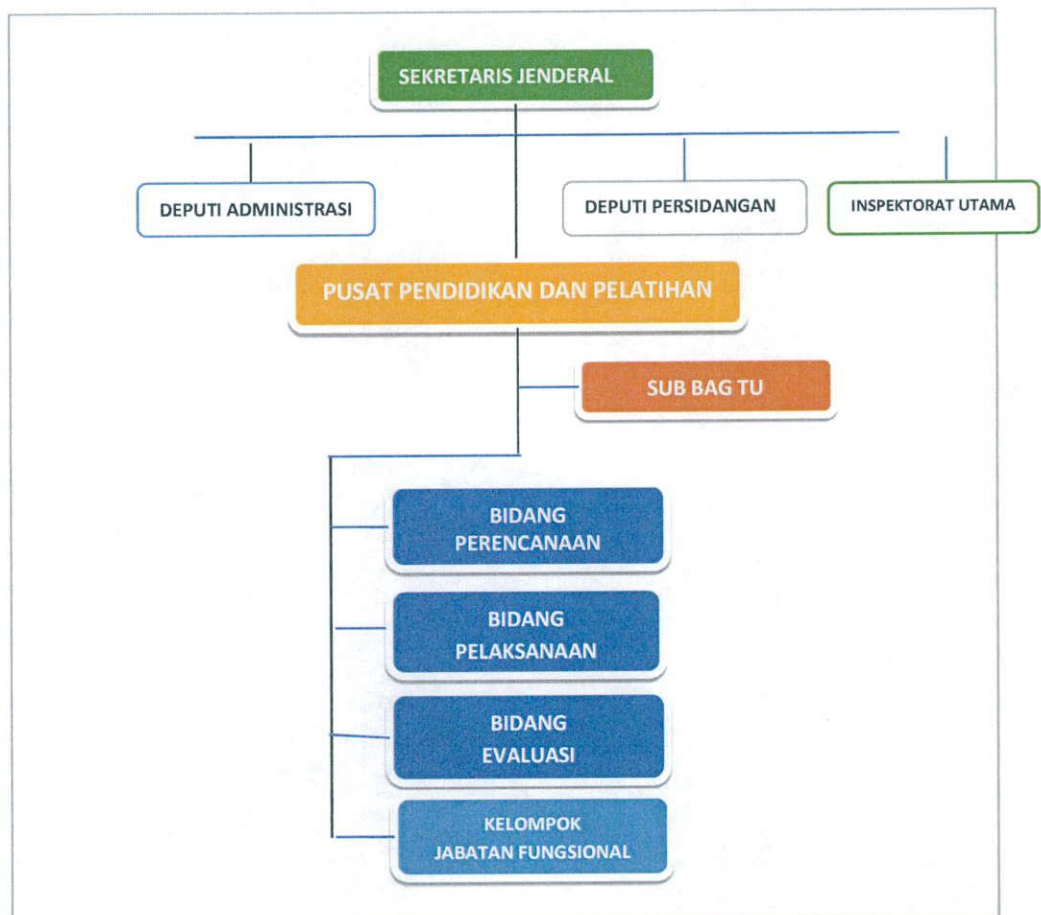 SEKRETARIS JENDERAL
DEPUTI ADMINISTRASI
DEPUTI PERSIDANGAN
INSPEKTORAT UTAMA
PUSAT PENDIDIKAN DAN PELATIHAN
SUB BAG TU
BIDANG
PERENCANAAN
BIDANG
PELAKSANAAN
BIDANG
EVALUASI
KELOMPOK
JABATAN FUNGSIONAL